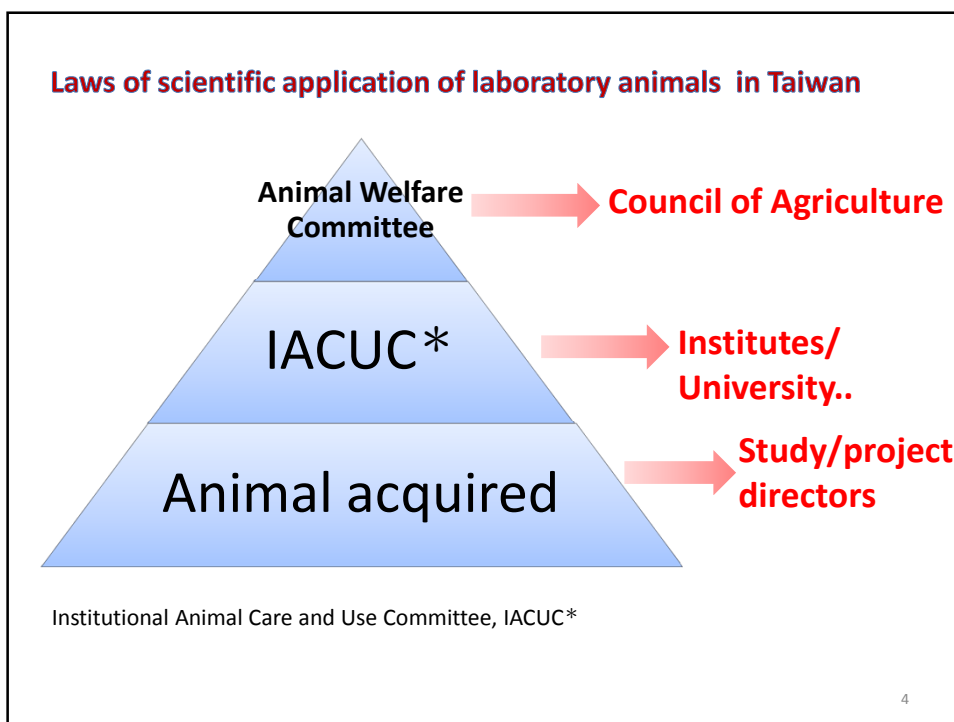 Laws of scientific application of laboratory animals in Taiwan
Animal Welfare
Committee
Council of Agriculture
IACUC*
Institutes/
University..
Animal acquired
Study/project
directors
Institutional Animal Care and Use Committee, IACUC*
4